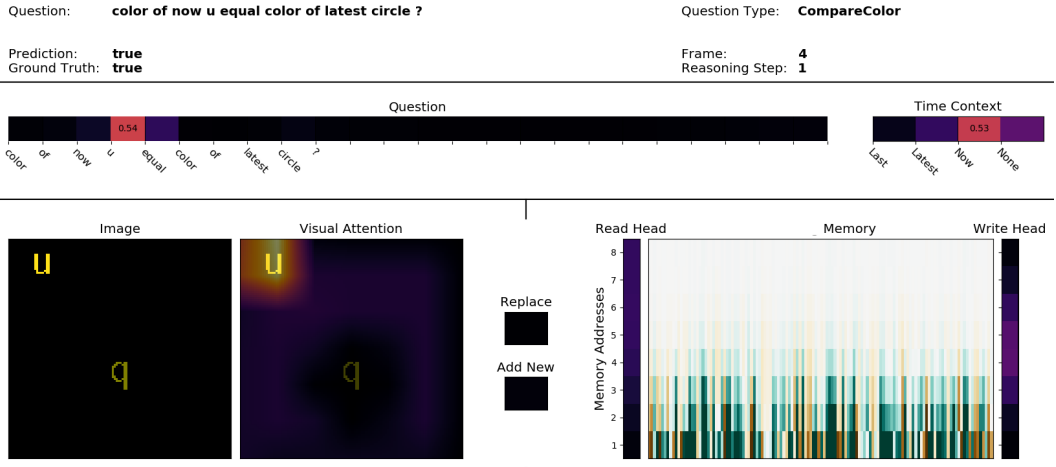 Question: color of now u equal color of latest circle ? Question Type: CompareColor
Prediction: true Frame: 4
Ground Truth: true Reasoning Step: 1
Question Time Context
0.54 0.53
color of now u equal color of latest circle ? Last Latest Now None
Image Visual Attention Read Head Memory Write Head
u u
q q
Replace
Add New
Memory Addresses
8
7
6
5
4
3
2
1